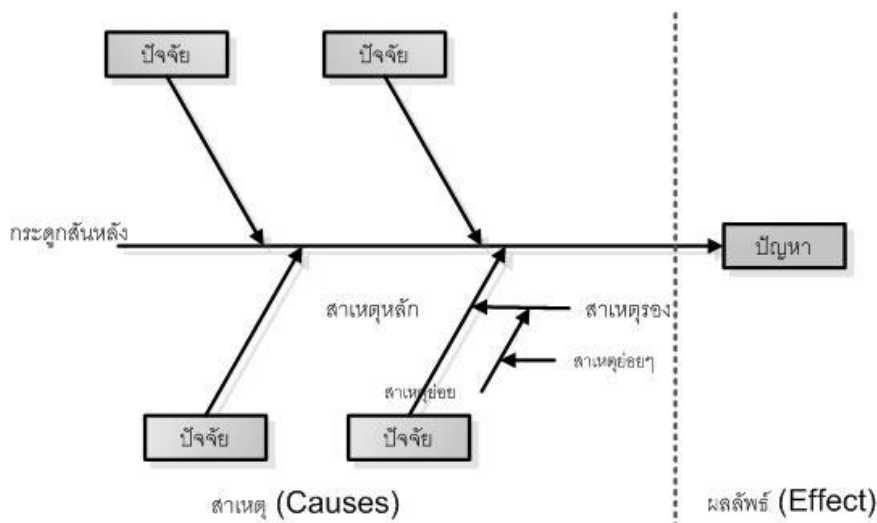 ปัจจัย
ปัจจัย
กระดูกสันหลัง
ปัญหา
สาเหตุหลัก
สาเหตุรอง
สาเหตุย่อยๆ
สาเหตุย่อย
ปัจจัย
ปัจจัย
สาเหตุ (Causes)
ผลลัพธ์ (Effect)